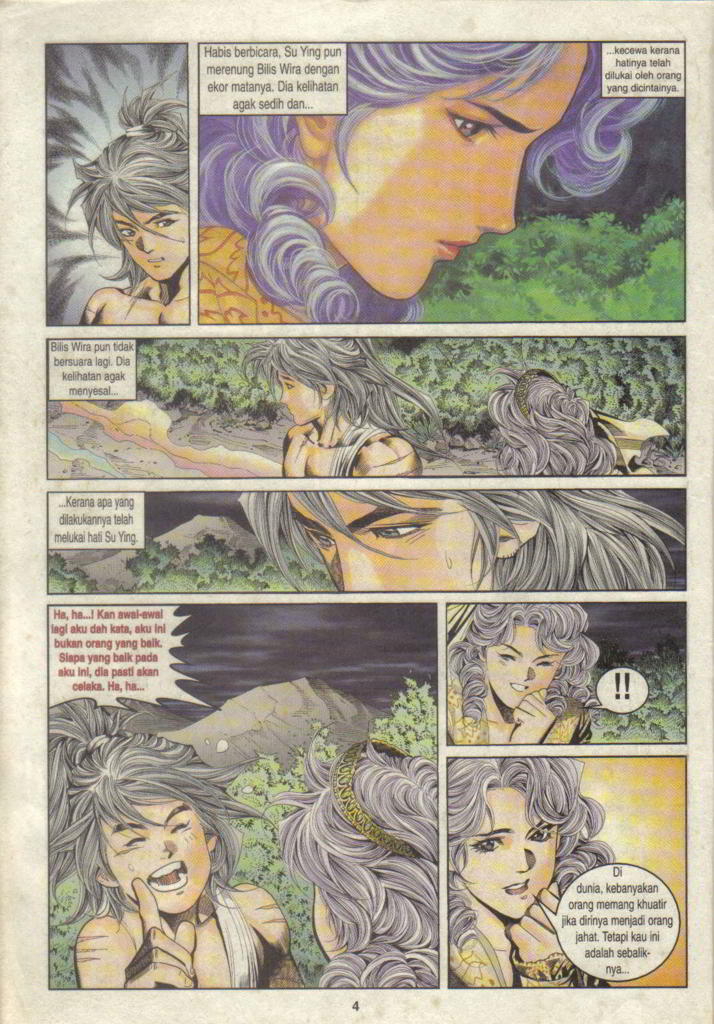 Habis berbicara, Su Ying pun
merenung Bilis Wira dengan
ekor matanya. Dia kelihatan
agak sedih dan...
...kecewa kerana
hatinya telah
dilukai oleh orang
yang dicintainya.
Bilis Wira pun tidak
bersuara lagi. Dia
kelihatan agak
menyesal...
...Kerana apa yang
dilakukannya telah
melukai hati Su Ying.
Ha, ha...! Kan awal-awal
lagi aku dah kata, aku ini
bukan orang yang baik.
Siapa yang baik pada
aku ini, dia pasti akan
celaka. Ha, ha...
!!
Di
dunia, kebanyakan
orang memang khuatir
jika dirinya menjadi orang
jahat. Tetapi kau ini
adalah sebalik-
nya...
4